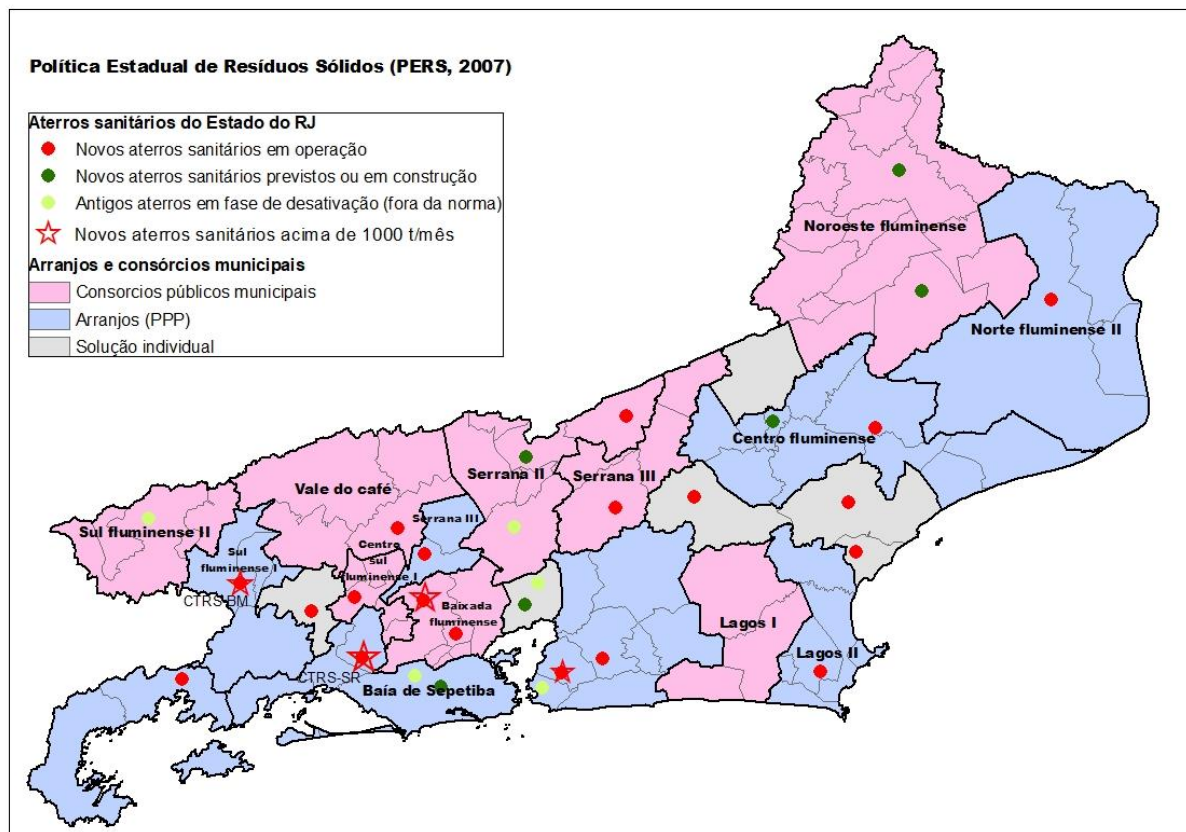 Política Estadual de Resíduos Sólidos (PERS, 2007)
Aterros sanitários do Estado do RJ
Novos aterros sanitários em operação
Novos aterros sanitários previstos ou em construção
Antigos aterros em fase de desativação (fora da norma)
Novos aterros sanitários acima de 1000 t/mês
Arranjos e consórcios municipais
Consorcios públicos municipais
Arranjos (PPP)
Solução individual
Noroeste fluminense
Norte fluminense II
Centro fluminense
Serrana II
Serrana III
Vale do café
Serrana III
Sul fluminense II
Centro
sul
fluminense I
Sul
fluminense I
CTRS-BM
Baixada
fluminense
Lagos I
Lagos II
CTRS-SR
Baía de Sepetiba